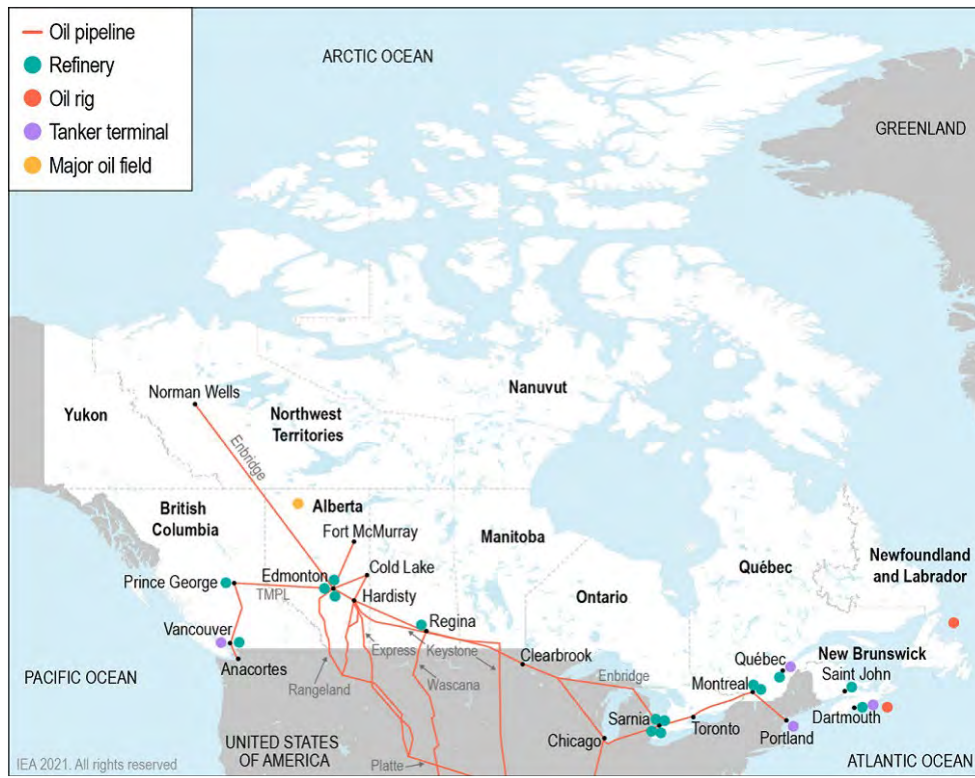 Oil pipeline
Refinery
Oil rig
Tanker terminal
Major oil field
ARCTIC OCEAN
GREENLAND
Norman Wells
Yukon
Northwest
Territories
Nanuvut
Enbridge
British
Columbia
Alberta
Fort McMurray
Manitoba
Québec
Newfoundland
and Labrador
Ontario
Prince George
TMPL
Edmonton
Cold Lake
Hardisty
Regina
Vancouver
Anacortes
Express
Keystone
Clearbrook
Rangeland
Wascana
Enbridge
PACIFIC OCEAN
Québec
New Brunswick
Saint John
Montreal
Dartmouth
Sarnia
Toronto
Portland
Chicago
UNITED STATES
OF AMERICA
Platte
ATLANTIC OCEAN
IEA 2021. All rights reserved